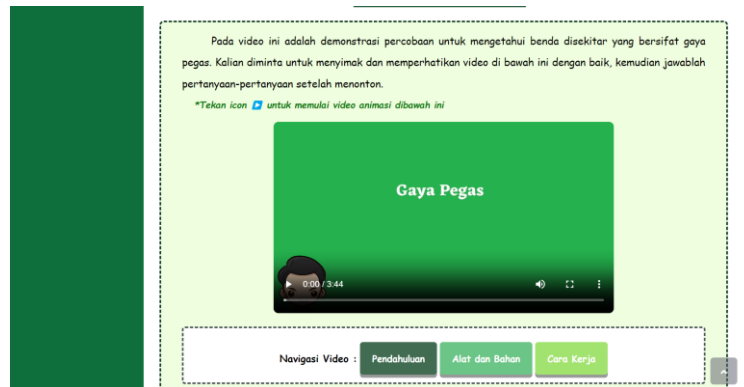 Pada video ini adalah demonstrasi percobaan untuk mengetahui benda disekitar yang bersifat gaya
pegas. Kalian diminta untuk menyimak dan memperhatikan video di bawah ini dengan baik, kemudian jawablah
pertanyaan-pertanyaan setelah menonton.
*Tekan icon ▶ untuk memulai video animasi dibawah ini
Gaya Pegas
0:00 / 3:44
Navigasi Video : Pendahuluan Alat dan Bahan Cara Kerja